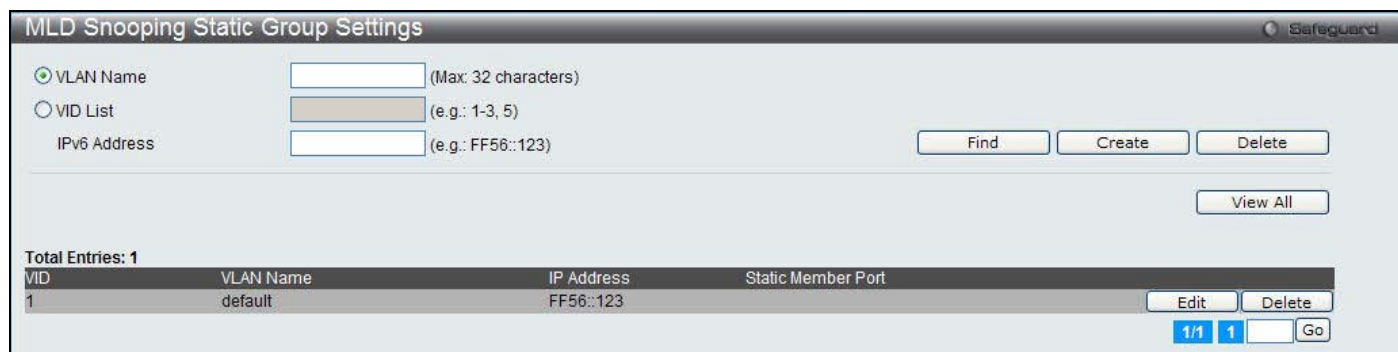 MLD Snooping Static Group Settings
Safeguard
VLAN Name (Max: 32 characters)
VID List (e.g.: 1-3, 5)
IPv6 Address (e.g.: FF56::123) Find Create Delete
View All
Total Entries: 1
VID VLAN Name IP Address Static Member Port
1 default FF56::123 Edit Delete
1/1 1 Go